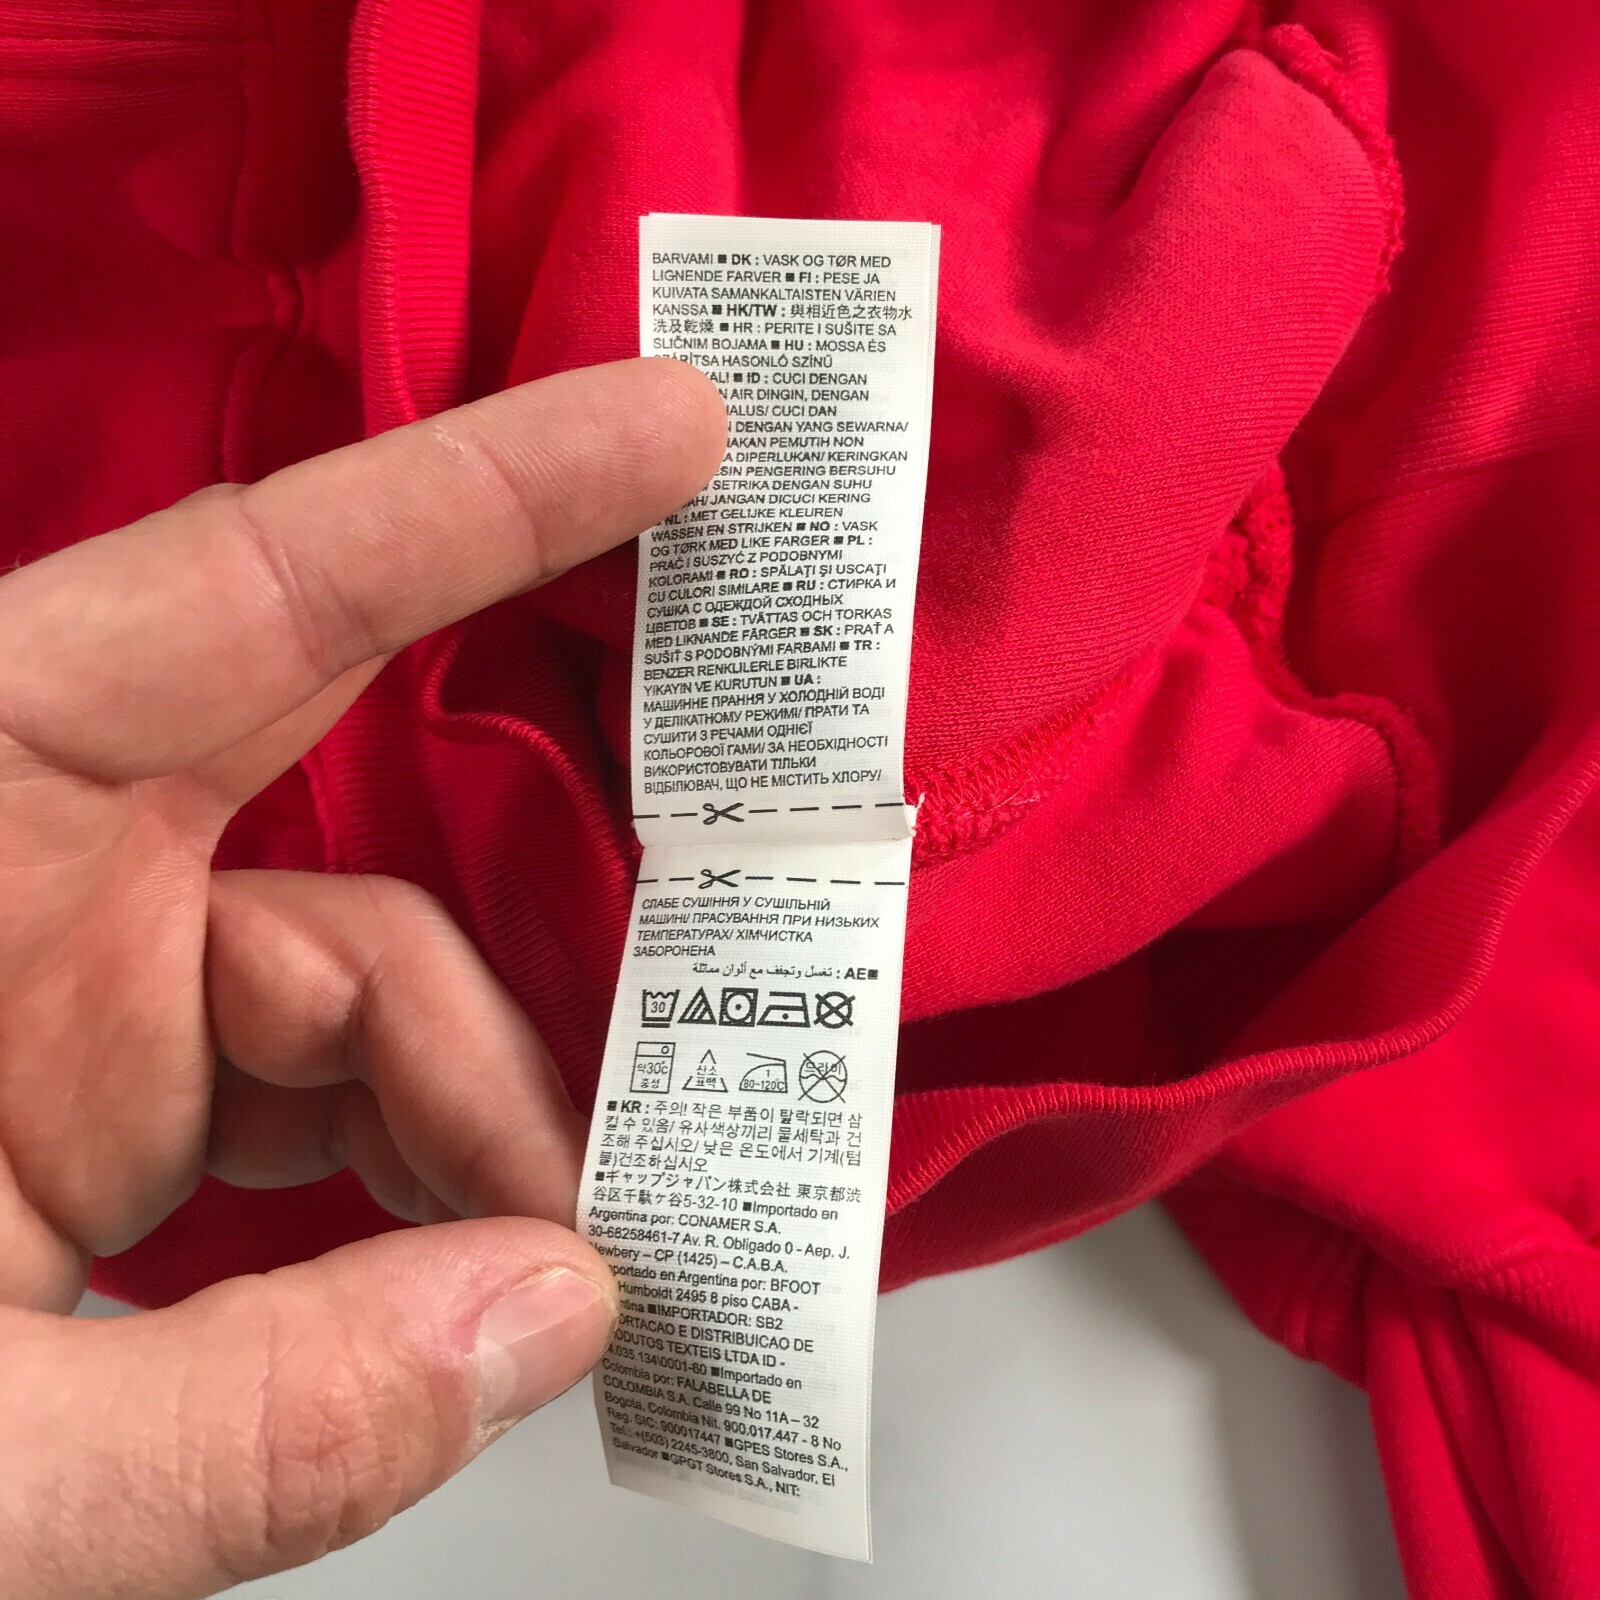 BARVAMI ■ DK : VASK OG TØR MED
LIGNENDE FARVER ■ FI : PESE JA
KUIVATA SAMANKALTAISTEN VÄRIEN
KANSSA ■ HK/TW : 與相近色之衣物水
洗及乾燥 ■ HR : PERITE I SUŠITE SA
SLIČNIM BOJAMA ■ HU : MOSSA ÉS
SZÁRÍTSA HASONLÓ SZÍNŰ
■ ID : CUCI DENGAN
AIR DINGIN, DENGAN
CUCI DAN
DENGAN YANG SEWARNA/
PEMUTIH NON
DIPERLUKAN/ KERINGKAN
PENGERING BERSUHU
SETRIKA DENGAN SUHU
JANGAN DICUCI KERING
■ NL : MET GELIJKE KLEUREN
WASSEN EN STRIJKEN ■ NO : VASK
OG TØRK MED LIKE FARGER ■ PL :
PRAĆ I SUSZYĆ Z PODOBNYMI
KOLORAMI ■ RO : SPĂLAȚI ȘI USCAȚI
CU CULORI SIMILARE ■ RU : СТИРКА И
СУШКА С ОДЕЖДОЙ СХОДНЫХ
ЦВЕТОВ ■ SE : TVÄTTAS OCH TORKAS
MED LIKNANDE FÄRGER ■ SK : PRAŤ A
SUŠIŤ S PODOBNÝMI FARBAMI ■ TR :
BENZER RENKLILERLE BIRLIKTE
YIKAYIN VE KURUTUN ■ UA :
МАШИННЕ ПРАННЯ У ХОЛОДНІЙ ВОДІ
У ДЕЛІКАТНОМУ РЕЖИМІ/ ПРАТИ ТА
СУШИТИ З РЕЧАМИ ОДНІЄЇ
КОЛЬОРОВОЇ ГАМИ/ ЗА НЕОБХІДНОСТІ
ВИКОРИСТОВУВАТИ ТІЛЬКИ
ВІДБІЛЮВАЧ, ЩО НЕ МІСТИТЬ ХЛОРУ/
СЛАБЕ СУШІННЯ У СУШІЛЬНІЙ
МАШИНІ/ ПРАСУВАННЯ ПРИ НИЗЬКИХ
ТЕМПЕРАТУРАХ/ ХІМЧИСТКА
ЗАБОРОНЕНА
■AE : تغسل وتجفف مع ألوان مماثلة
30
약30℃ 중성 산소 표백 1 80~120℃ 드라이
■ KR : 주의! 작은 부품이 탈락되면 삼
킬 수 있음/ 유사색상끼리 물세탁과 건
조해 주십시오/ 낮은 온도에서 기계(텀
블)건조하십시오
■ギャップジャパン株式会社 東京都渋
谷区千駄ヶ谷5-32-10 ■Importado en
Argentina por: CONAMER S.A.
30-68258461-7 Av. R. Obligado 0 - Aep. J.
Newbery – CP (1425) – C.A.B.A.
en Argentina por: BFOOT
Humboldt 2495 8 piso CABA -
■IMPORTADOR: SB2
E DISTRIBUICAO DE
TEXTEIS LTDA ID -
4.035.134\0001-60 ■Importado en
Colombia por: FALABELLA DE
COLOMBIA S.A. Calle 99 No 11A – 32
Bogota, Colombia Nit. 900.017.447 - 8 No
Reg. SIC: 900017447 ■GPES Stores S.A.,
Tel.: +(503) 2245-3800, San Salvador, El
Salvador ■GPGT Stores S.A., NIT: